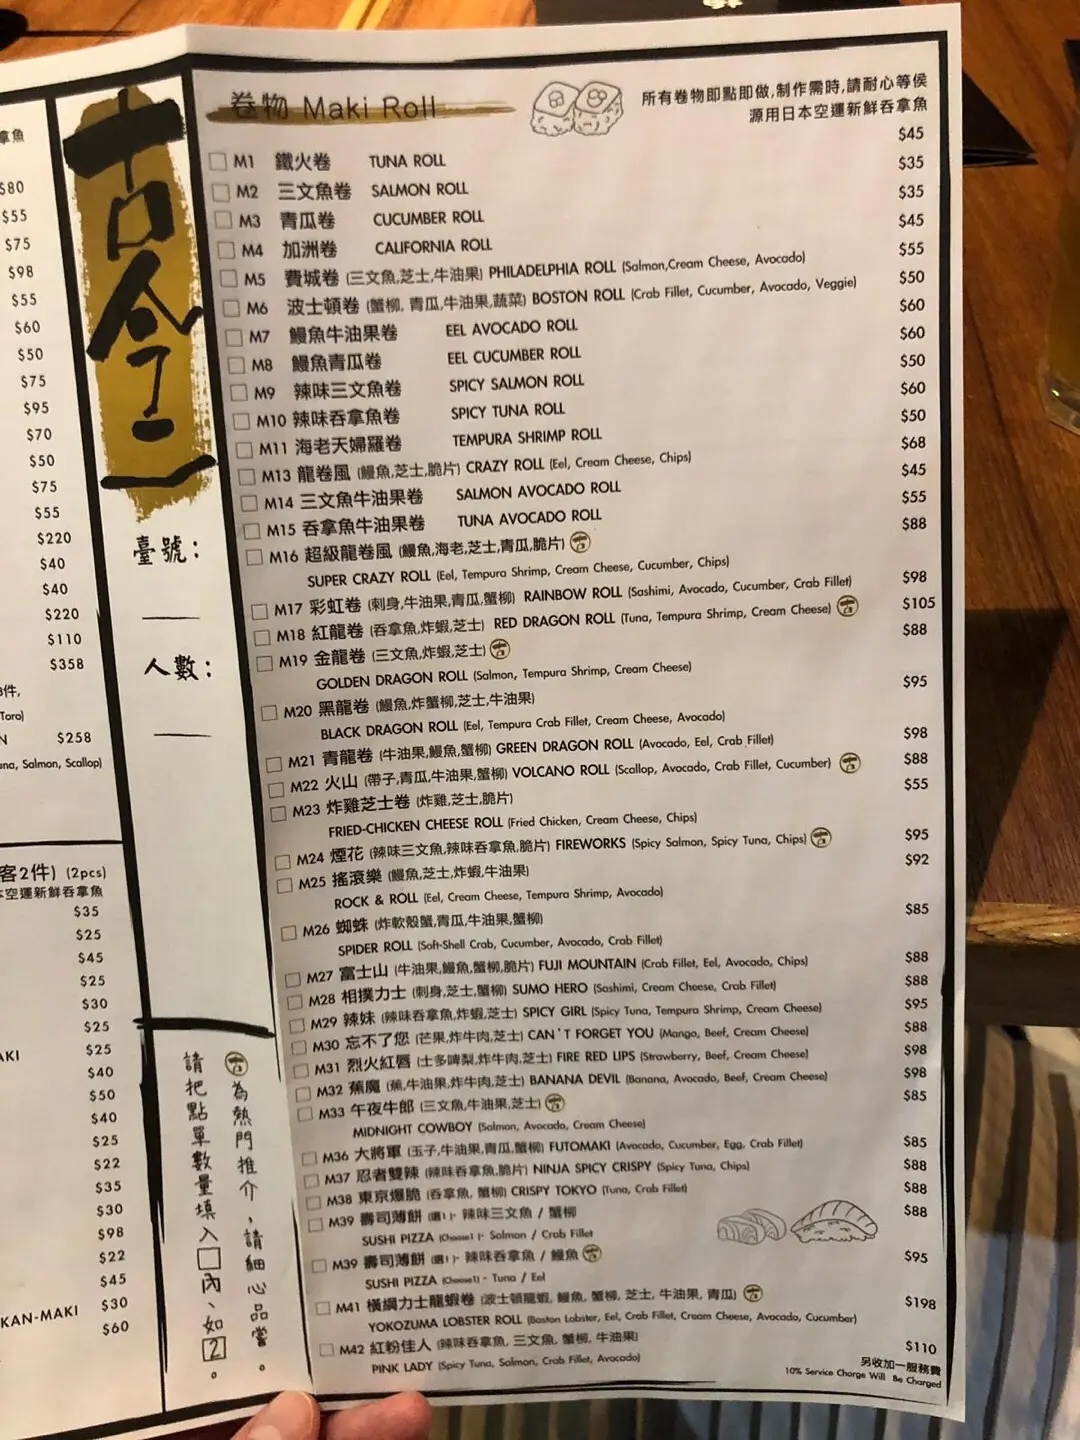 拿魚
$80
$55
$75
$98
$55
$60
$50
$75
$95
$70
$50
$75
$55
$220
$40
$40
$220
$110
$358
件,
Toro)
N $258
una, Salmon, Scallop)
客2件) (2pcs)
本空運新鮮吞拿魚
$35
$25
$45
$25
$30
$25
AKI $25
$40
$50
$40
$25
$22
$35
$30
$98
$22
$45
KAN-MAKI $30
$60
古今二
臺號:
人數:
古為熱門推介,請細心品嘗。
請把點單數量填入□內、如2。
卷物 Maki Roll
所有卷物即點即做,制作需時,請耐心等侯
源用日本空運新鮮吞拿魚
M1 鐵火卷 TUNA ROLL $45
M2 三文魚卷 SALMON ROLL $35
M3 青瓜卷 CUCUMBER ROLL $35
M4 加洲卷 CALIFORNIA ROLL $45
M5 費城卷 (三文魚,芝士,牛油果) PHILADELPHIA ROLL (Salmon,Cream Cheese, Avocado) $55
M6 波士頓卷 (蟹柳, 青瓜,牛油果,蔬菜) BOSTON ROLL (Crab Fillet, Cucumber, Avocado, Veggie) $50
M7 鰻魚牛油果卷 EEL AVOCADO ROLL $60
M8 鰻魚青瓜卷 EEL CUCUMBER ROLL $60
M9 辣味三文魚卷 SPICY SALMON ROLL $50
M10 辣味吞拿魚卷 SPICY TUNA ROLL $60
M11 海老天婦羅卷 TEMPURA SHRIMP ROLL $50
M13 龍卷風 (鰻魚,芝士,脆片) CRAZY ROLL (Eel, Cream Cheese, Chips) $68
M14 三文魚牛油果卷 SALMON AVOCADO ROLL $45
M15 吞拿魚牛油果卷 TUNA AVOCADO ROLL $55
M16 超級龍卷風 (鰻魚,海老,芝士,青瓜,脆片) 古 $88
SUPER CRAZY ROLL (Eel, Tempura Shrimp, Cream Cheese, Cucumber, Chips)
M17 彩虹卷 (刺身,牛油果,青瓜,蟹柳) RAINBOW ROLL (Sashimi, Avocado, Cucumber, Crab Fillet) $98
M18 紅龍卷 (吞拿魚,炸蝦,芝士) RED DRAGON ROLL (Tuna, Tempura Shrimp, Cream Cheese) 古 $105
M19 金龍卷 (三文魚,炸蝦,芝士) 古 $88
GOLDEN DRAGON ROLL (Salmon, Tempura Shrimp, Cream Cheese)
M20 黑龍卷 (鰻魚,炸蟹柳,芝士,牛油果) $95
BLACK DRAGON ROLL (Eel, Tempura Crab Fillet, Cream Cheese, Avocado)
M21 青龍卷 (牛油果,鰻魚,蟹柳) GREEN DRAGON ROLL (Avocado, Eel, Crab Fillet) $98
M22 火山 (帶子,青瓜,牛油果,蟹柳) VOLCANO ROLL (Scallop, Avocado, Crab Fillet, Cucumber) 古 $88
M23 炸雞芝士卷 (炸雞,芝士,脆片) $55
FRIED-CHICKEN CHEESE ROLL (Fried Chicken, Cream Cheese, Chips)
M24 煙花 (辣味三文魚,辣味吞拿魚,脆片) FIREWORKS (Spicy Salmon, Spicy Tuna, Chips) 古 $95
M25 搖滾樂 (鰻魚,芝士,炸蝦,牛油果) $92
ROCK & ROLL (Eel, Cream Cheese, Tempura Shrimp, Avocado)
M26 蜘蛛 (炸軟殼蟹,青瓜,牛油果,蟹柳) $85
SPIDER ROLL (Soft-Shell Crab, Cucumber, Avocado, Crab Fillet)
M27 富士山 (牛油果,鰻魚,蟹柳,脆片) FUJI MOUNTAIN (Crab Fillet, Eel, Avocado, Chips) $88
M28 相撲力士 (刺身,芝士,蟹柳) SUMO HERO (Sashimi, Cream Cheese, Crab Fillet) $88
M29 辣妹 (辣味吞拿魚,炸蝦,芝士) SPICY GIRL (Spicy Tuna, Tempura Shrimp, Cream Cheese) $95
M30 忘不了您 (芒果,炸牛肉,芝士) CAN'T FORGET YOU (Mango, Beef, Cream Cheese) $88
M31 烈火紅唇 (士多啤梨,炸牛肉,芝士) FIRE RED LIPS (Strawberry, Beef, Cream Cheese) $98
M32 蕉魔 (蕉,牛油果,炸牛肉,芝士) BANANA DEVIL (Banana, Avocado, Beef, Cream Cheese) $98
M33 午夜牛郎 (三文魚,牛油果,芝士) 古 $85
MIDNIGHT COWBOY (Salmon, Avocado, Cream Cheese)
M36 大將軍 (玉子,牛油果,青瓜,蟹柳) FUTOMAKI (Avocado, Cucumber, Egg, Crab Fillet) $85
M37 忍者雙辣 (辣味吞拿魚,脆片) NINJA SPICY CRISPY (Spicy Tuna, Chips) $88
M38 東京爆脆 (吞拿魚, 蟹柳) CRISPY TOKYO (Tuna, Crab Fillet) $88
M39 壽司薄餅 (選1)- 辣味三文魚 / 蟹柳 $88
SUSHI PIZZA (Choose1)- Salmon / Crab Fillet
M39 壽司薄餅 (選1)- 辣味吞拿魚 / 鰻魚 古 $95
SUSHI PIZZA (Choose1) - Tuna / Eel
M41 橫綱力士龍蝦卷 (波士頓龍蝦, 鰻魚, 蟹柳, 芝士, 牛油果, 青瓜) 古 $198
YOKOZUMA LOBSTER ROLL (Boston Lobster, Eel, Crab Fillet, Cream Cheese, Avocado, Cucumber)
M42 紅粉佳人 (辣味吞拿魚, 三文魚, 蟹柳, 牛油果) $110
PINK LADY (Spicy Tuna, Salmon, Crab Fillet, Avocado)
另收加一服務費
10% Service Charge Will Be Charged